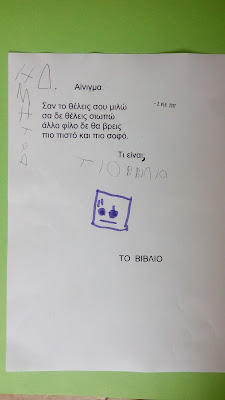 Αίνιγμα
Σαν το θέλεις σου μιλώ
σα δε θέλεις σιωπώ
άλλο φίλο δε θα βρεις
πιο πιστό και πιο σοφό.
Τι είναι;
ΤΟ ΒΙΒΛΙΟ